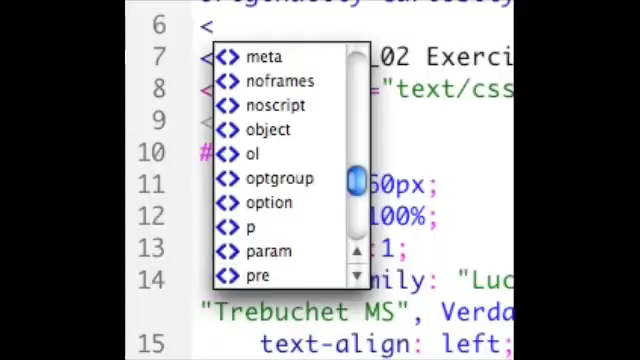 6 <
7 < _02 Exerci
8 < ="text/css
9 <
10 #
11 60px;
12 100%;
13 :1;
14 mily: "Luc
"Trebuchet MS", Verda
15 text-align: left;
meta
noframes
noscript
object
ol
optgroup
option
p
param
pre